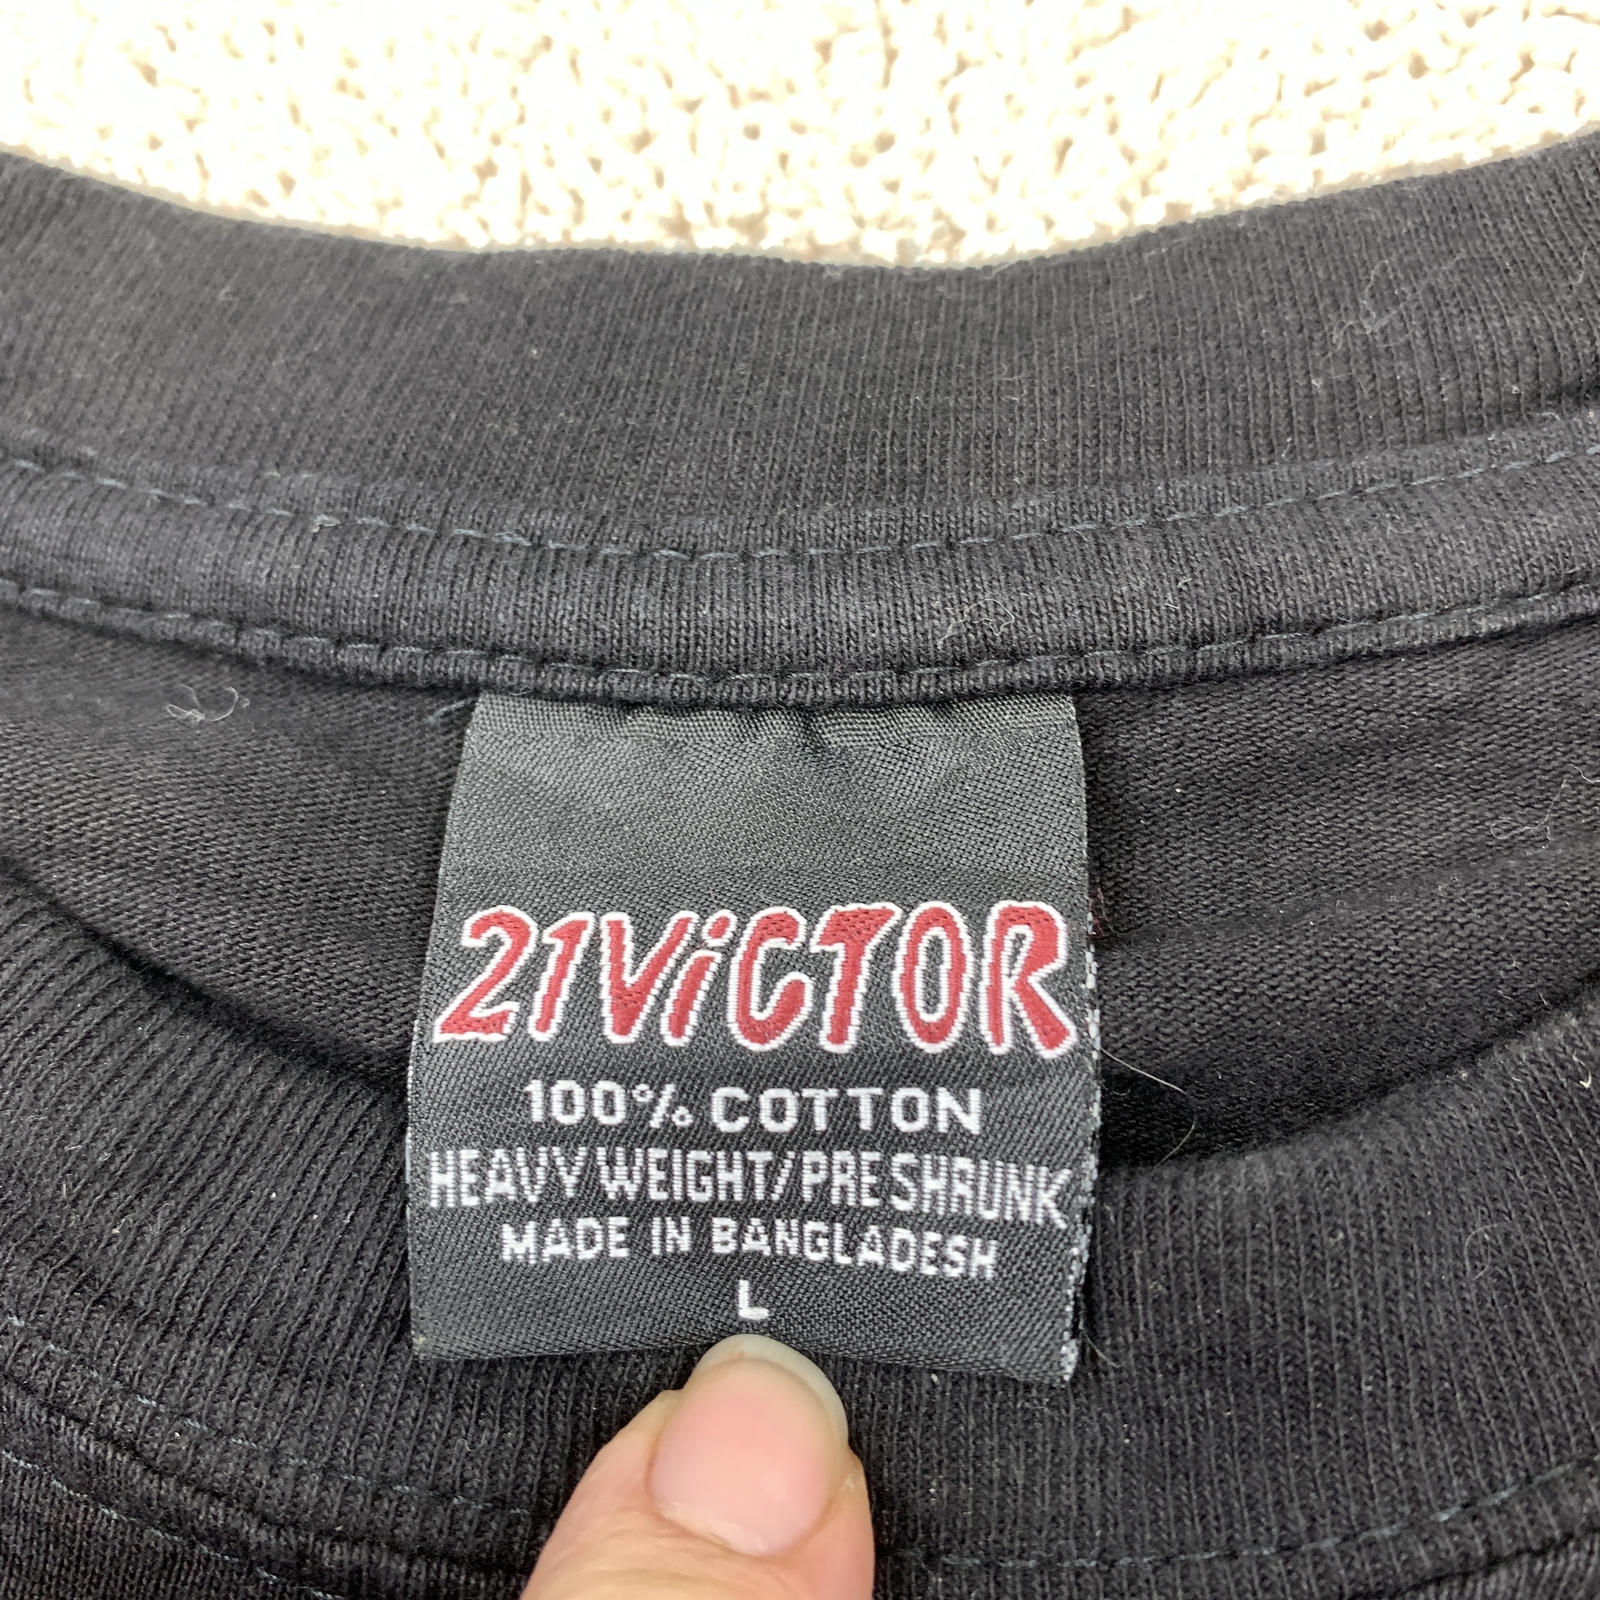 21ViCTOR
100% COTTON
HEAVY WEIGHT/PRE SHRUNK
MADE IN BANGLADESH
L